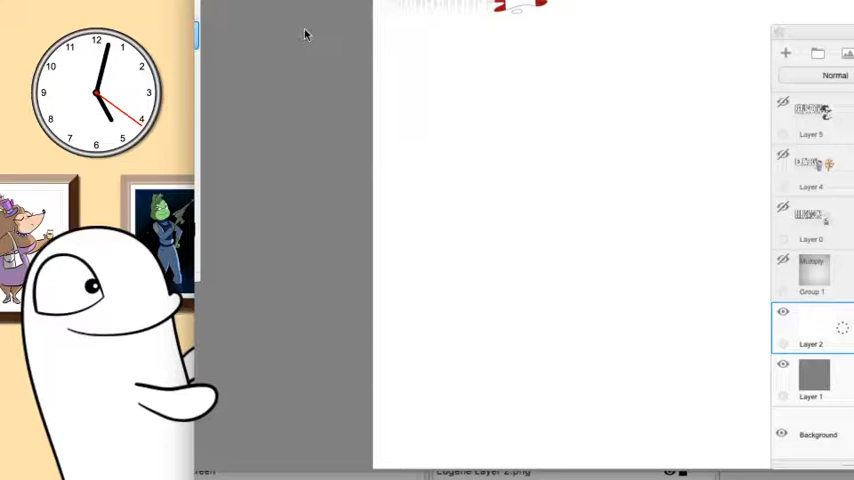 12
11
1
10
2
9
3
8
4
7
5
6
Normal
Layer 5
Layer 4
Layer 0
Multiply
Group 1
Layer 2
Layer 1
Background
Eugene Layer 2.png